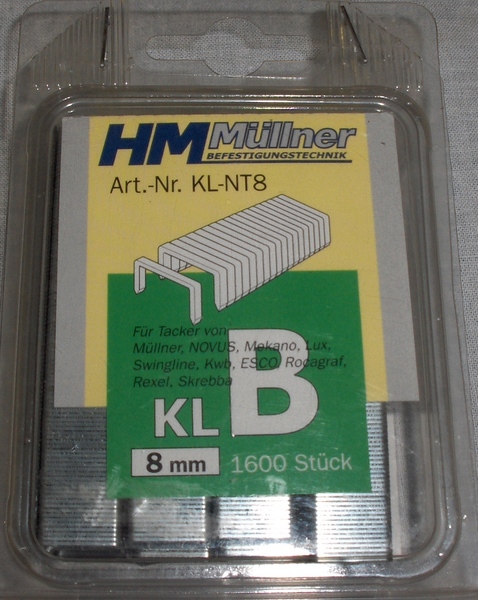 HM Müllner
BEFESTIGUNGSTECHNIK
Art.-Nr. KL-NT8
Für Tacker von
Müllner, NOVUS, Mekano, Lux,
Swingline, Kwb, ESCO, Rocagraf,
Rexel, Skrebba
KL B
8 mm 1600 Stück